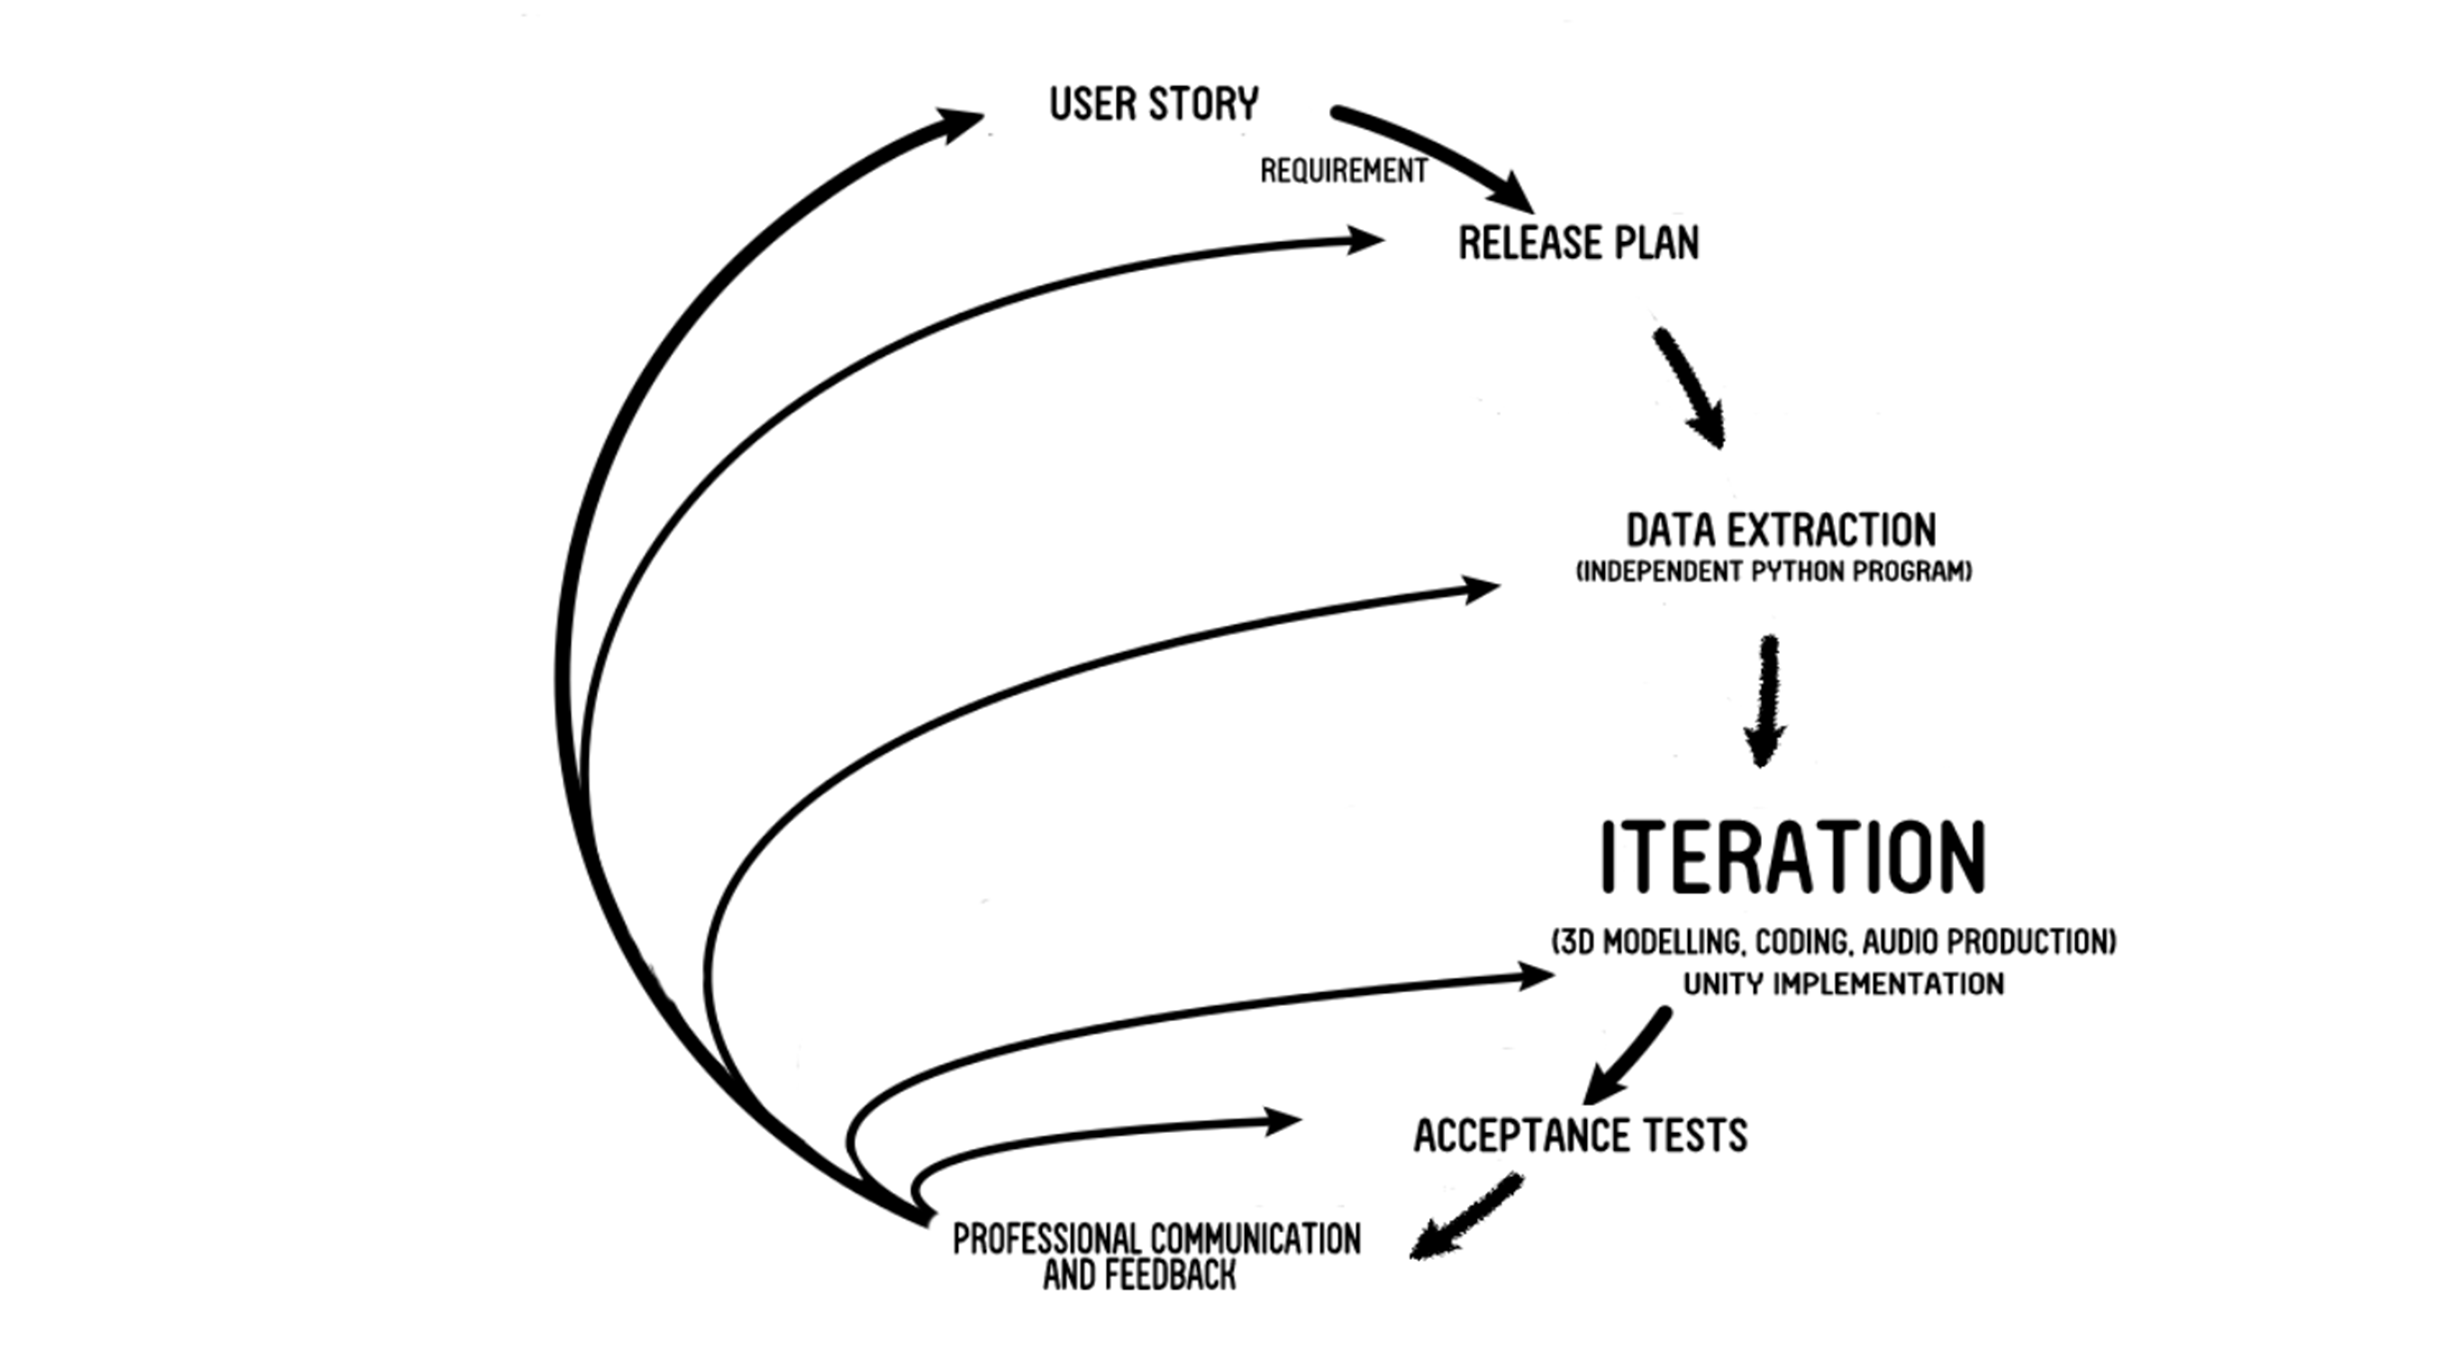 USER STORY
REQUIREMENT
RELEASE PLAN
DATA EXTRACTION
(INDEPENDENT PYTHON PROGRAM)
ITERATION
(3D MODELLING, CODING, AUDIO PRODUCTION)
UNITY IMPLEMENTATION
ACCEPTANCE TESTS
PROFESSIONAL COMMUNICATION
AND FEEDBACK